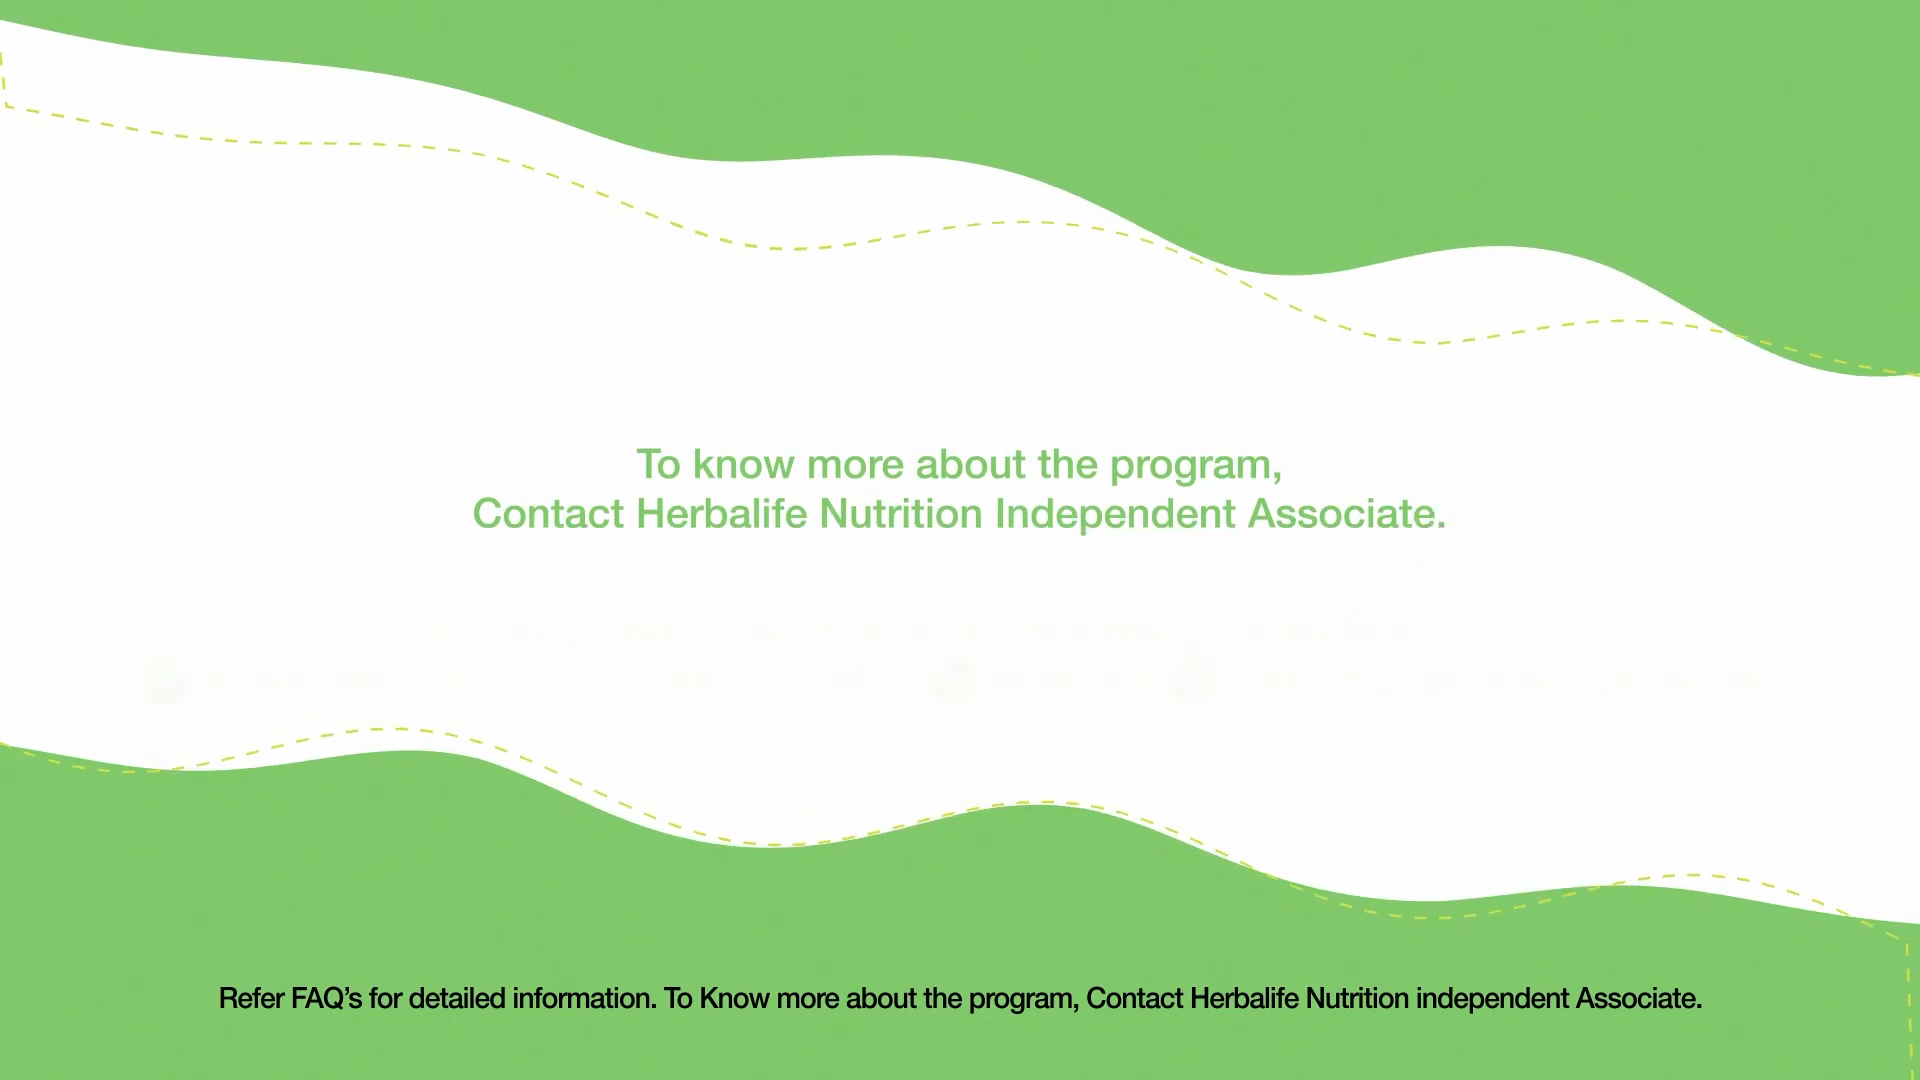 To know more about the program,
Contact Herbalife Nutrition Independent Associate.
Refer FAQ’s for detailed information. To Know more about the program, Contact Herbalife Nutrition independent Associate.